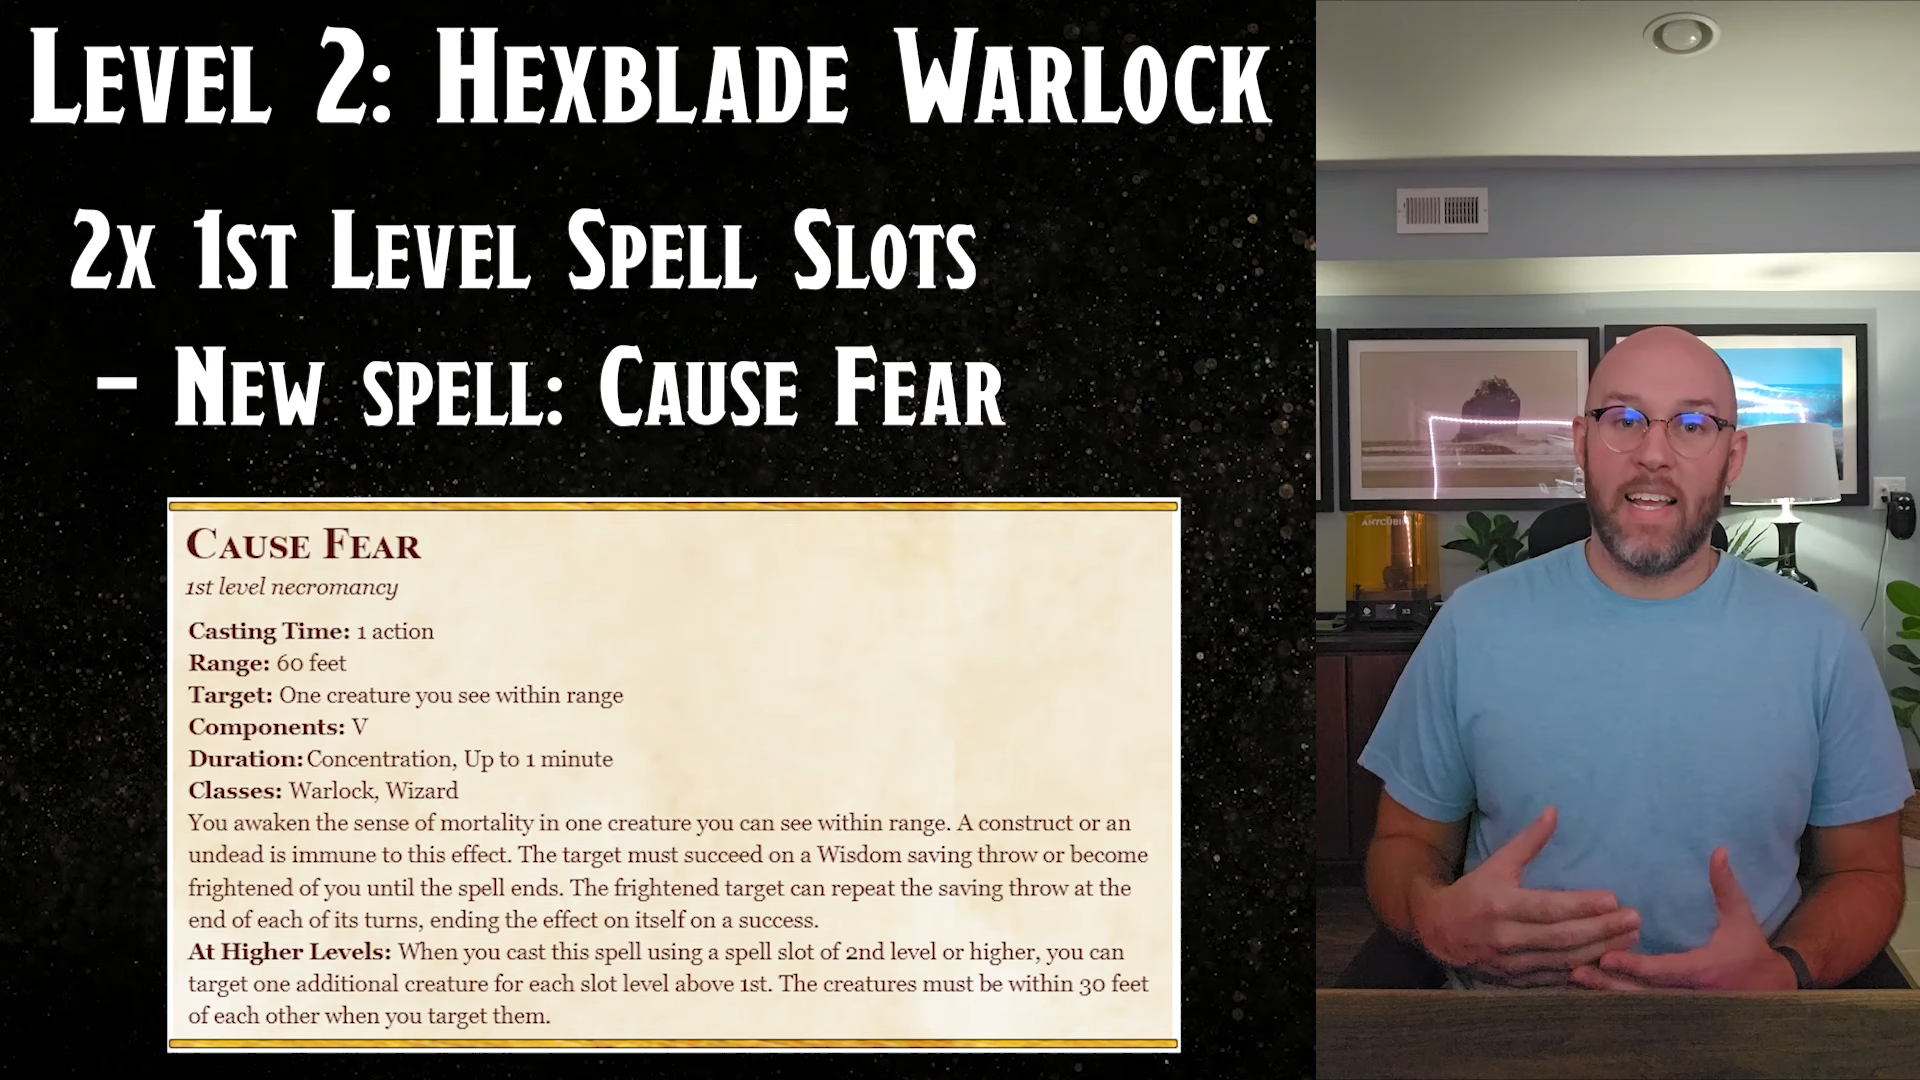 Level 2: Hexblade Warlock
2x 1st Level Spell Slots
- New spell: Cause Fear
Cause Fear
1st level necromancy
Casting Time: 1 action
Range: 60 feet
Target: One creature you see within range
Components: V
Duration: Concentration, Up to 1 minute
Classes: Warlock, Wizard
You awaken the sense of mortality in one creature you can see within range. A construct or an
undead is immune to this effect. The target must succeed on a Wisdom saving throw or become
frightened of you until the spell ends. The frightened target can repeat the saving throw at the
end of each of its turns, ending the effect on itself on a success.
At Higher Levels: When you cast this spell using a spell slot of 2nd level or higher, you can
target one additional creature for each slot level above 1st. The creatures must be within 30 feet
of each other when you target them.
ANYCUBIC